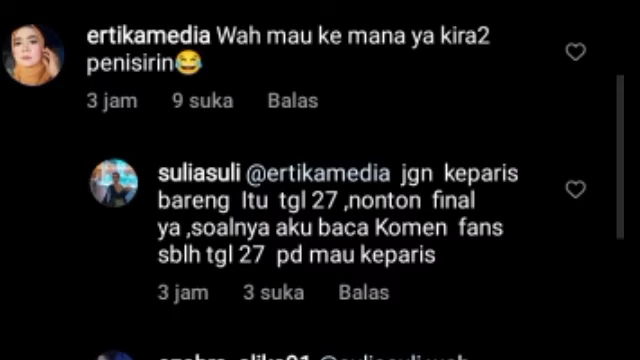 ertikamedia Wah mau ke mana ya kira2
penisirin😂
3 jam 9 suka Balas
suliasuli @ertikamedia jgn keparis
bareng Itu tgl 27 ,nonton final
ya ,soalnya aku baca Komen fans
sblh tgl 27 pd mau keparis
3 jam 3 suka Balas